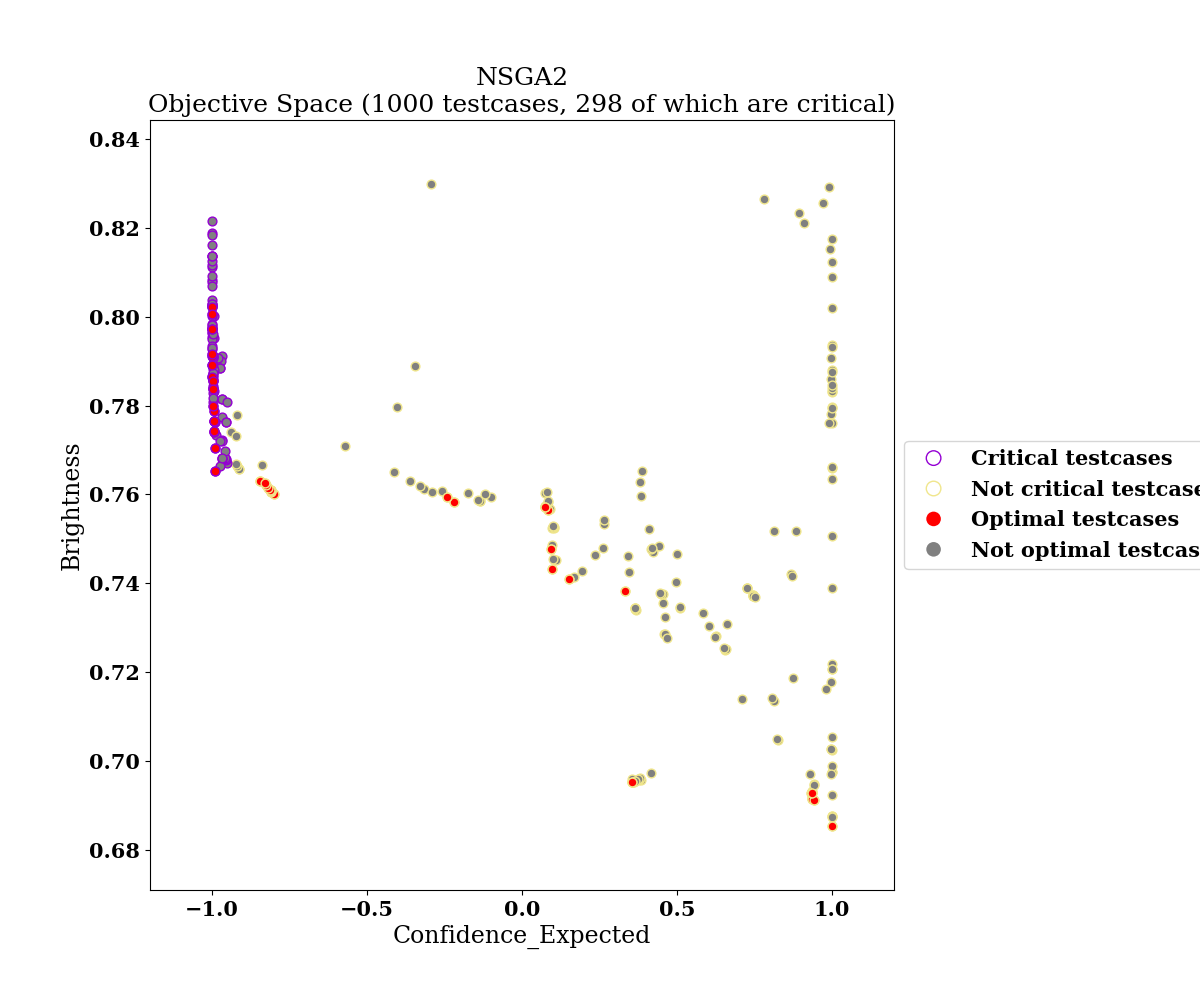 NSGA2
Objective Space (1000 testcases, 298 of which are critical)
0.84
0.82
0.80
0.78
0.76
0.74
0.72
0.70
0.68
Brightness
−1.0
−0.5
0.0
0.5
1.0
Confidence_Expected
Critical testcases
Not critical testcase
Optimal testcases
Not optimal testcas